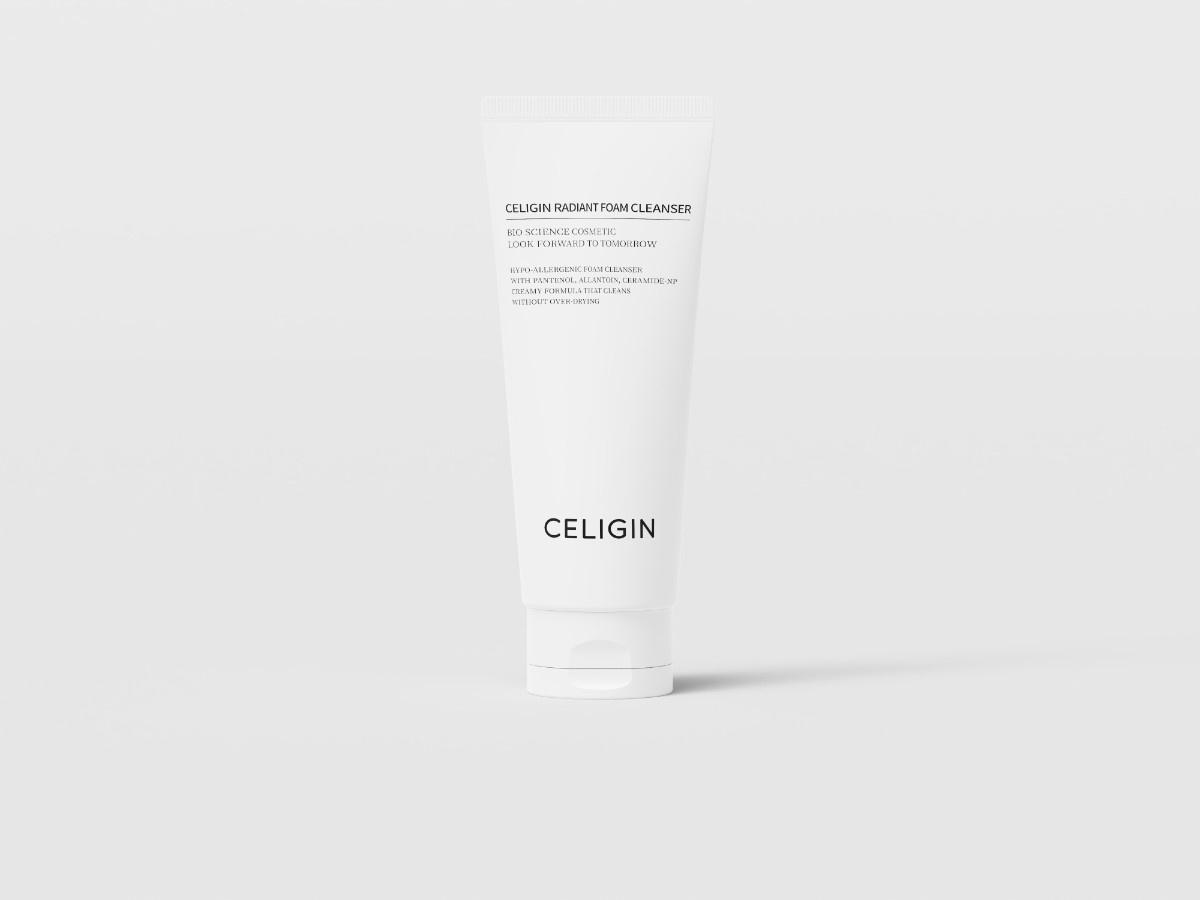 CELIGIN RADIANT FOAM CLEANSER
BIO SCIENCE COSMETIC
LOOK FORWARD TO TOMORROW
HYPO-ALLERGENIC FOAM CLEANSER
WITH PANTENOL, ALLANTOIN, CERAMIDE-NP
CREAMY FORMULA THAT CLEANS
WITHOUT OVER-DRYING
CELIGIN